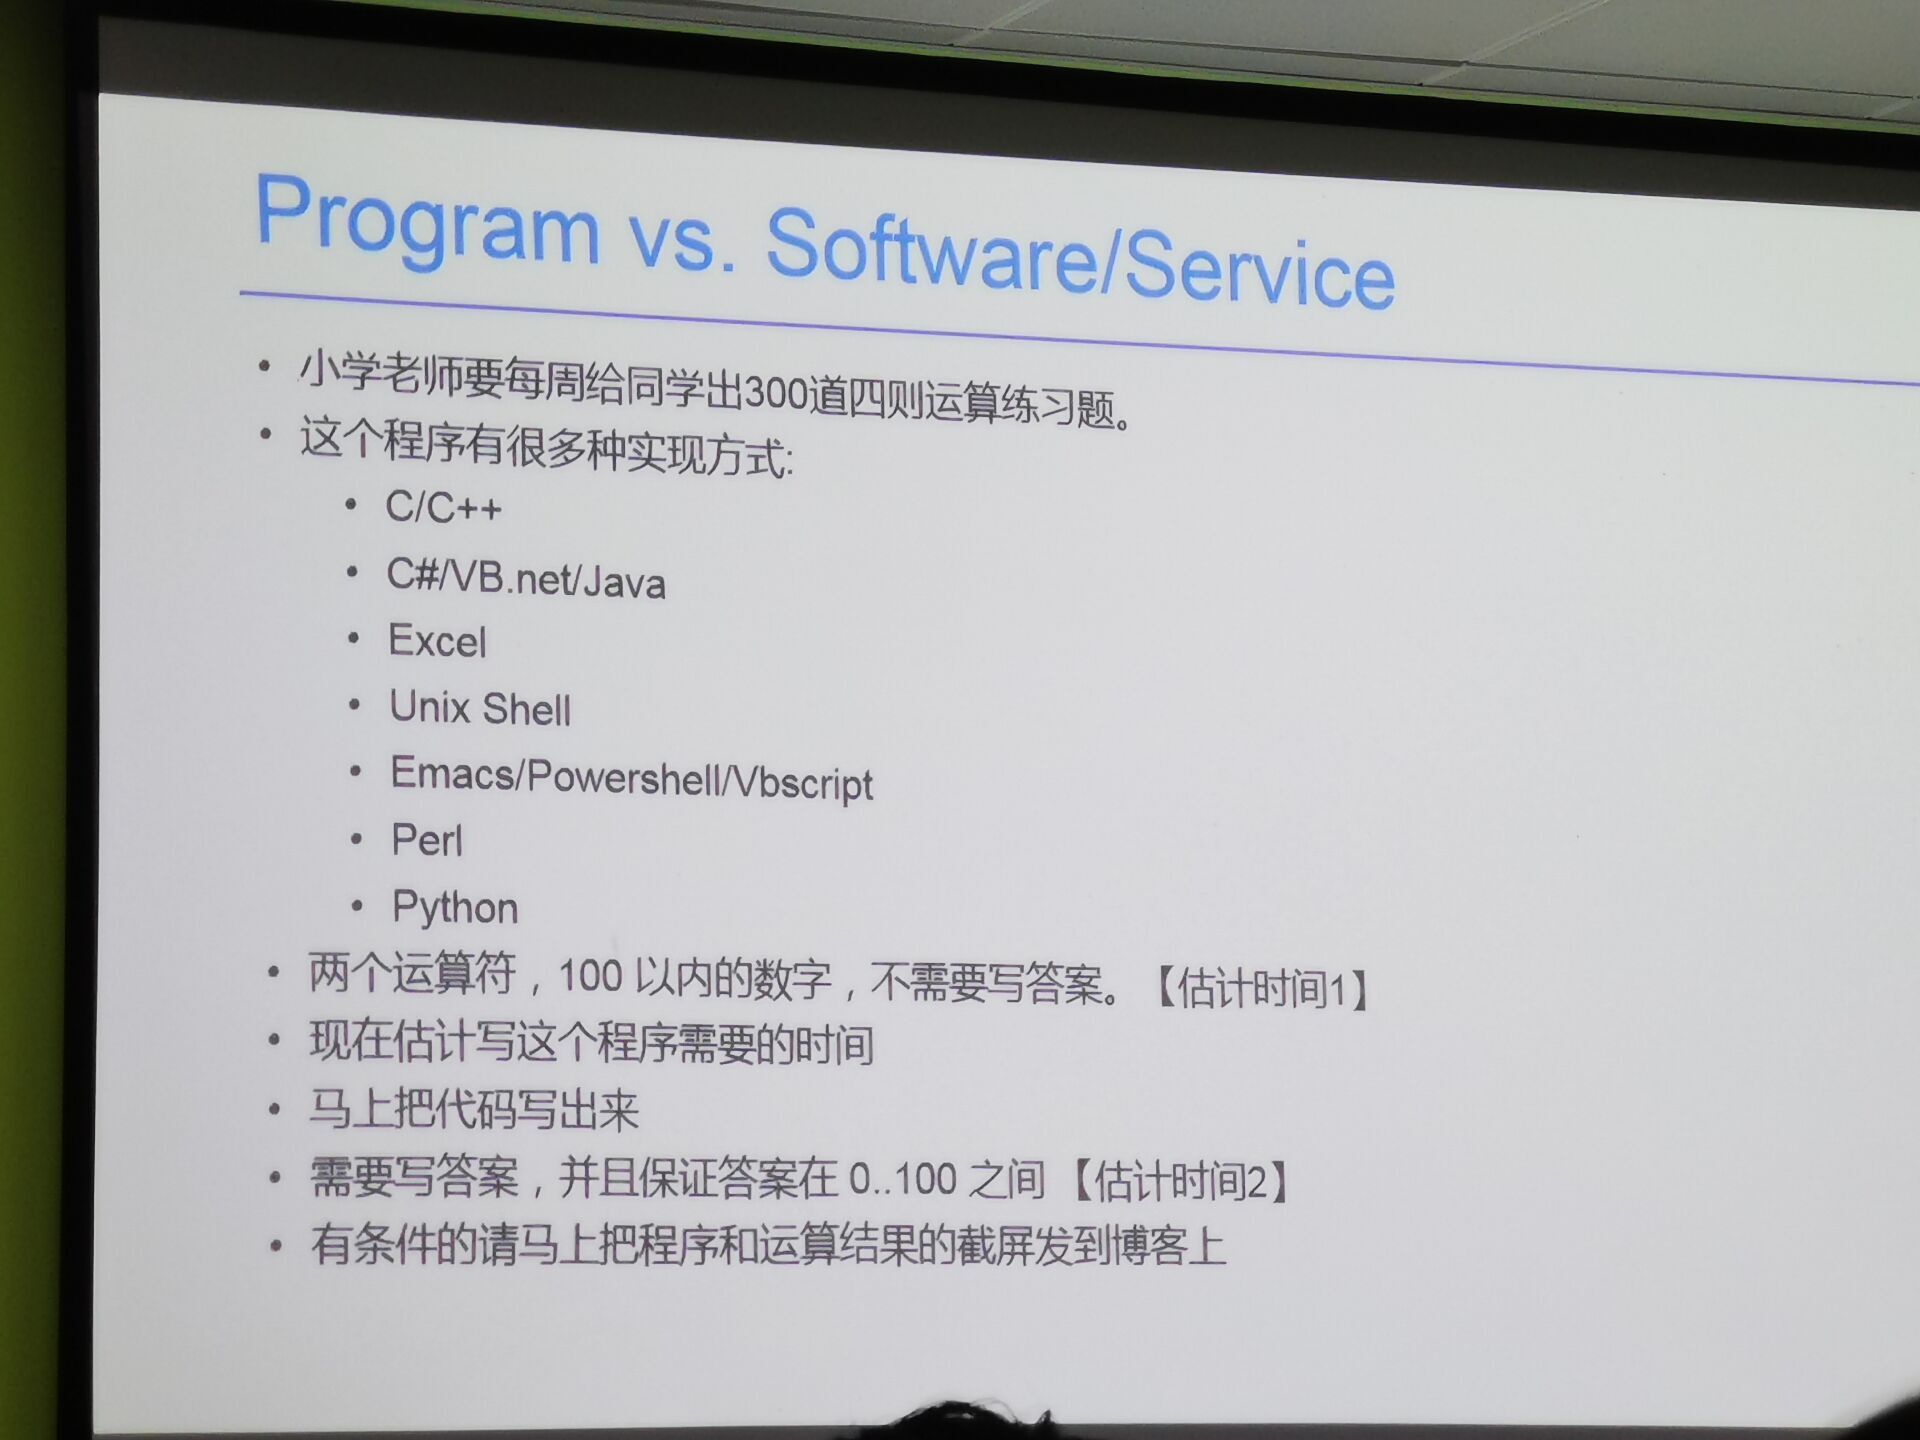 Program vs. Software/Service
• 小学老师要每周给同学出300道四则运算练习题。
• 这个程序有很多种实现方式:
• C/C++
• C#/VB.net/Java
• Excel
• Unix Shell
• Emacs/Powershell/Vbscript
• Perl
• Python
• 两个运算符，100 以内的数字，不需要写答案。【估计时间1】
• 现在估计写这个程序需要的时间
• 马上把代码写出来
• 需要写答案，并且保证答案在 0..100 之间【估计时间2】
• 有条件的请马上把程序和运算结果的截屏发到博客上